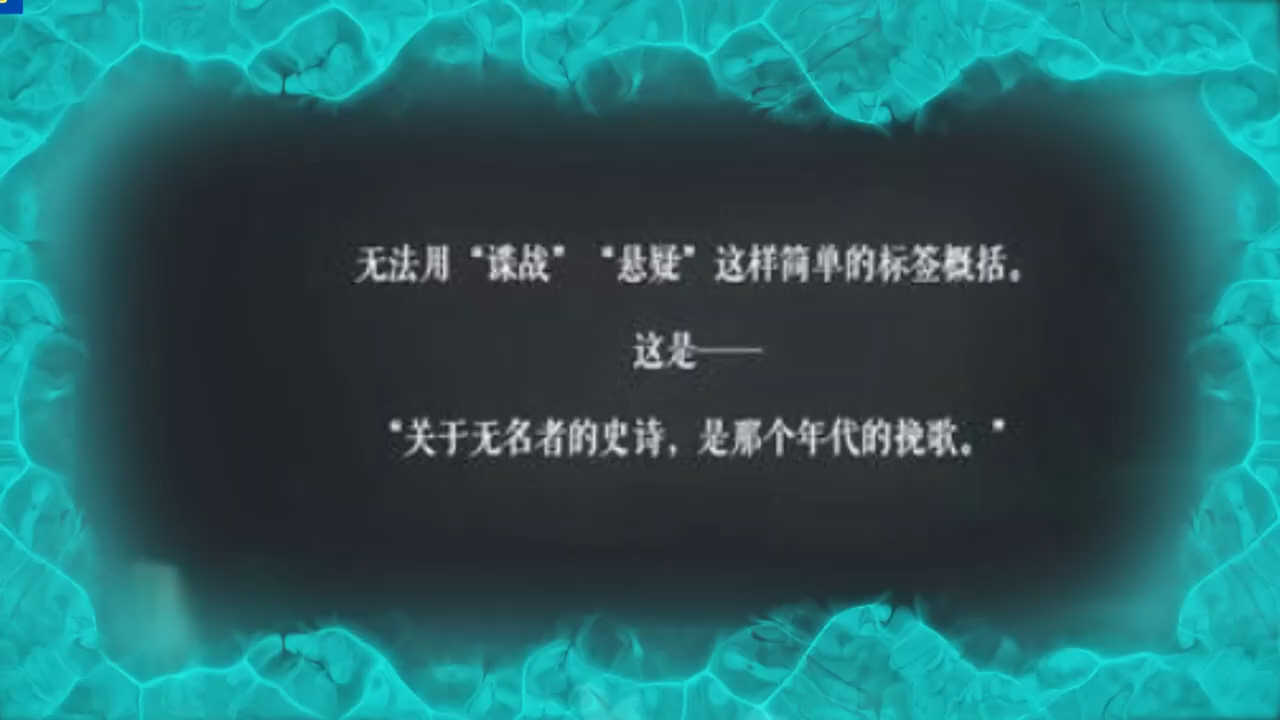 无法用“谍战”“悬疑”这样简单的标签概括。
这是——
“关于无名者的史诗，是那个年代的挽歌。”